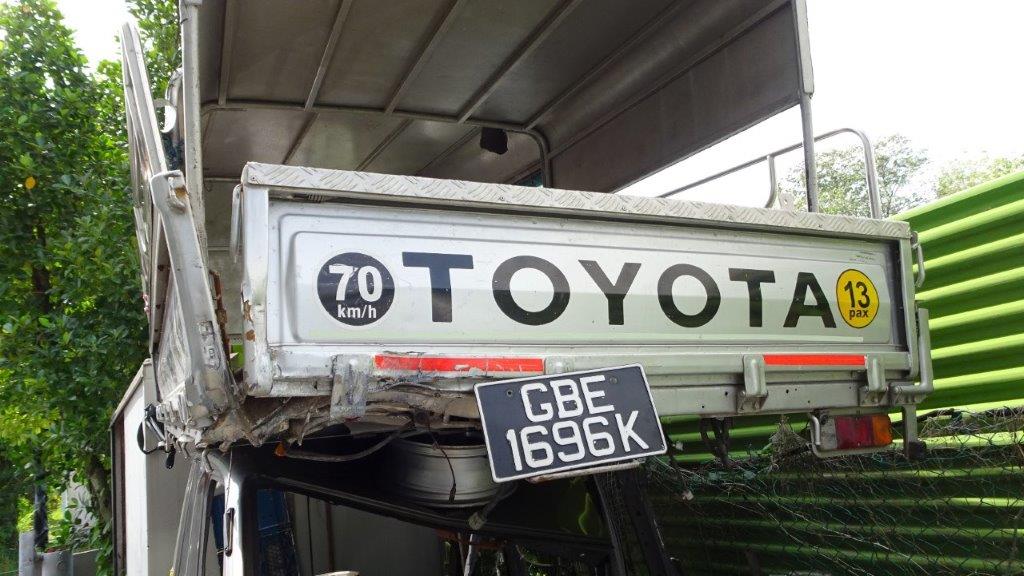 70
km/h
TOYOTA
13
pax
GBE
1696K